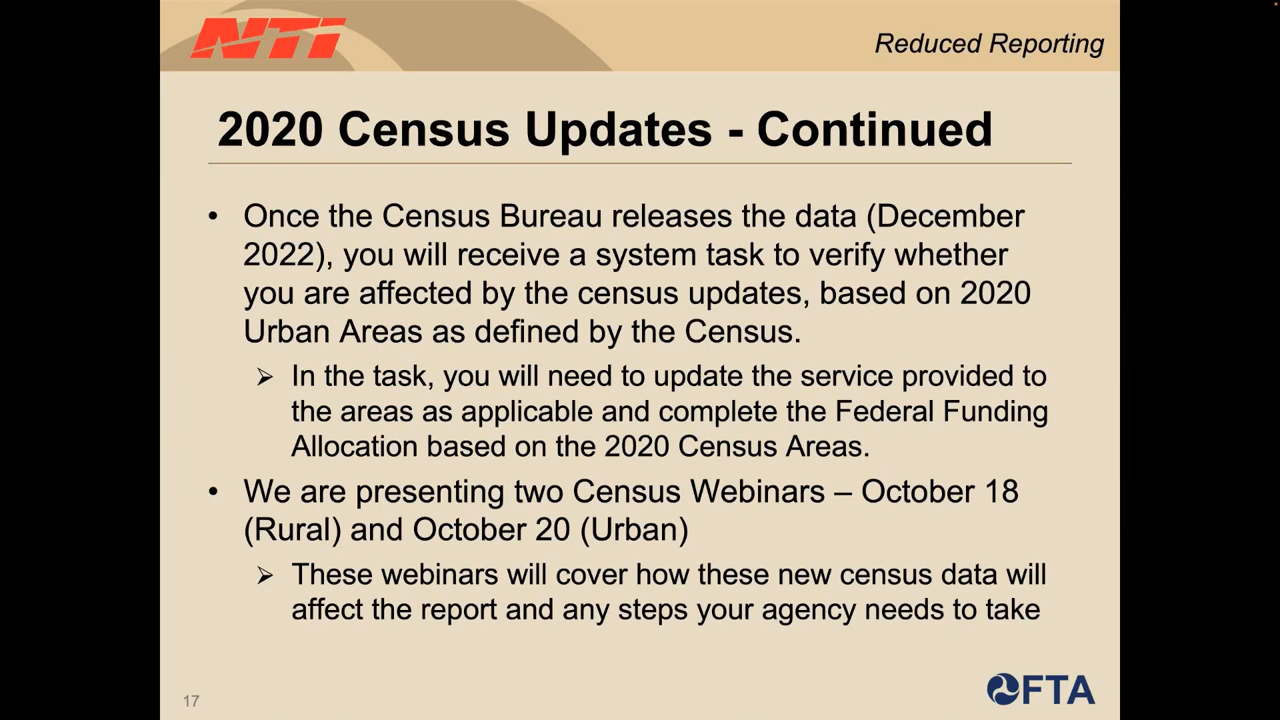 NTI
Reduced Reporting
2020 Census Updates - Continued
• Once the Census Bureau releases the data (December
2022), you will receive a system task to verify whether
you are affected by the census updates, based on 2020
Urban Areas as defined by the Census.
➢ In the task, you will need to update the service provided to
the areas as applicable and complete the Federal Funding
Allocation based on the 2020 Census Areas.
• We are presenting two Census Webinars – October 18
(Rural) and October 20 (Urban)
➢ These webinars will cover how these new census data will
affect the report and any steps your agency needs to take
17
FTA